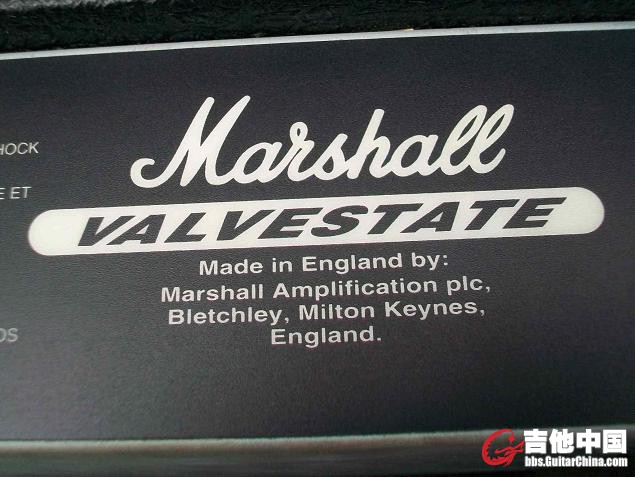 HOCK
E ET
OS
Marshall
VALVESTATE
Made in England by:
Marshall Amplification plc,
Bletchley, Milton Keynes,
England.
吉他中国
bbs.GuitarChina.com